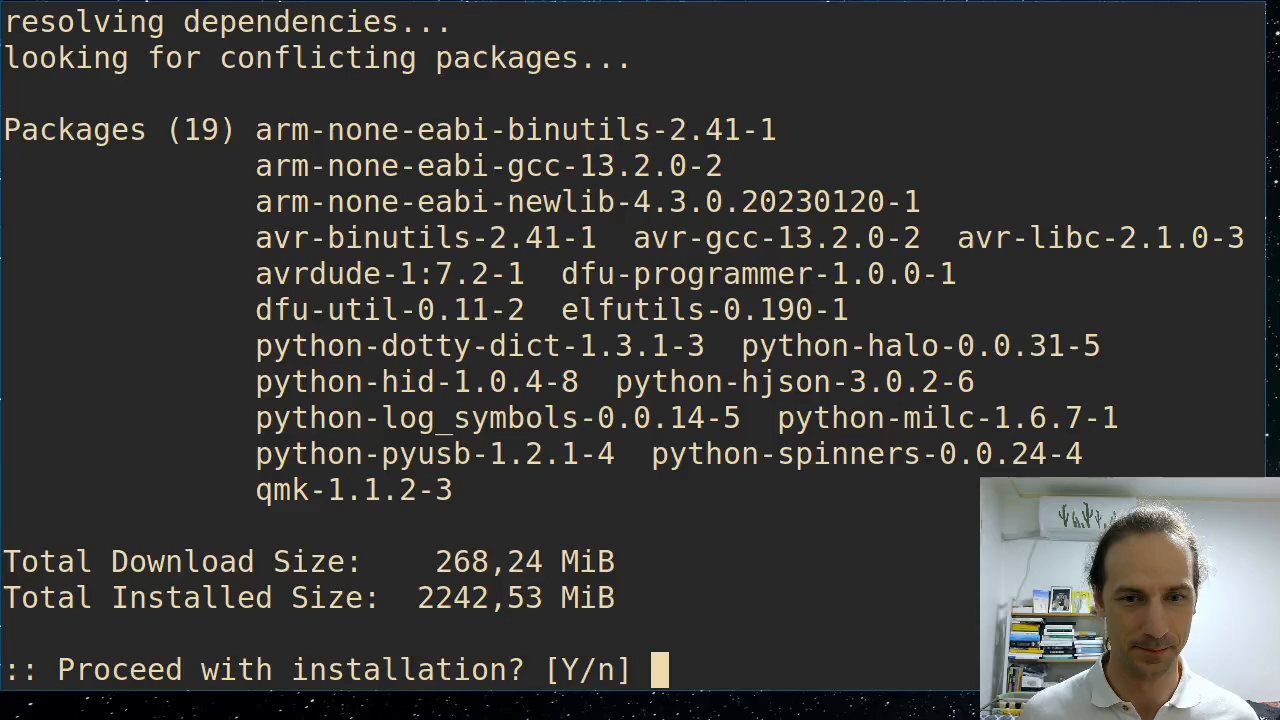 resolving dependencies...
looking for conflicting packages...
Packages (19) arm-none-eabi-binutils-2.41-1
arm-none-eabi-gcc-13.2.0-2
arm-none-eabi-newlib-4.3.0.20230120-1
avr-binutils-2.41-1  avr-gcc-13.2.0-2  avr-libc-2.1.0-3
avrdude-1:7.2-1  dfu-programmer-1.0.0-1
dfu-util-0.11-2  elfutils-0.190-1
python-dotty-dict-1.3.1-3  python-halo-0.0.31-5
python-hid-1.0.4-8  python-hjson-3.0.2-6
python-log_symbols-0.0.14-5  python-milc-1.6.7-1
python-pyusb-1.2.1-4  python-spinners-0.0.24-4
qmk-1.1.2-3
Total Download Size:    268,24 MiB
Total Installed Size:  2242,53 MiB
:: Proceed with installation? [Y/n]